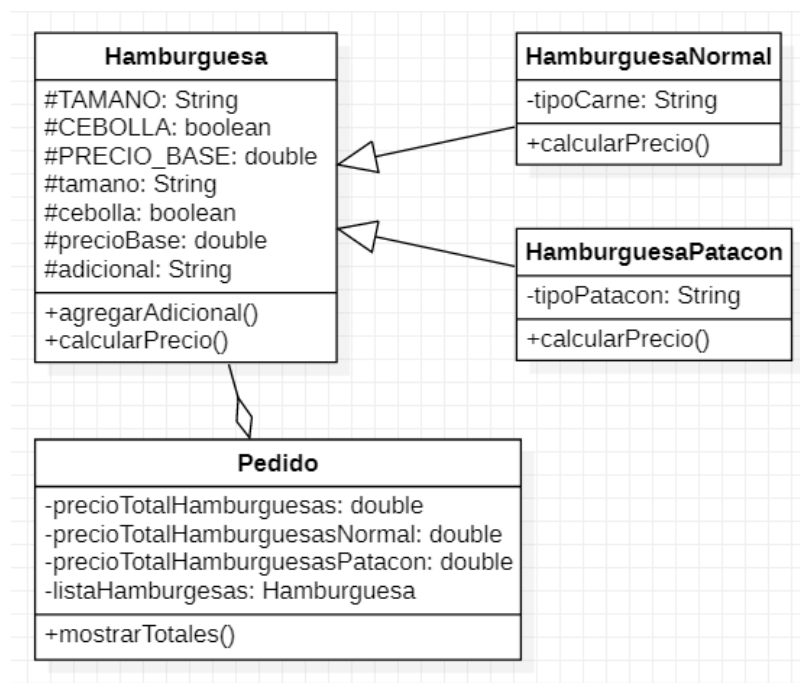 Hamburguesa
#TAMANO: String
#CEBOLLA: boolean
#PRECIO_BASE: double
#tamano: String
#cebolla: boolean
#precioBase: double
#adicional: String
+agregarAdicional()
+calcularPrecio()
HamburguesaNormal
-tipoCarne: String
+calcularPrecio()
HamburguesaPatacon
-tipoPatacon: String
+calcularPrecio()
Pedido
-precioTotalHamburguesas: double
-precioTotalHamburguesasNormal: double
-precioTotalHamburguesasPatacon: double
-listaHamburgesas: Hamburguesa
+mostrarTotales()